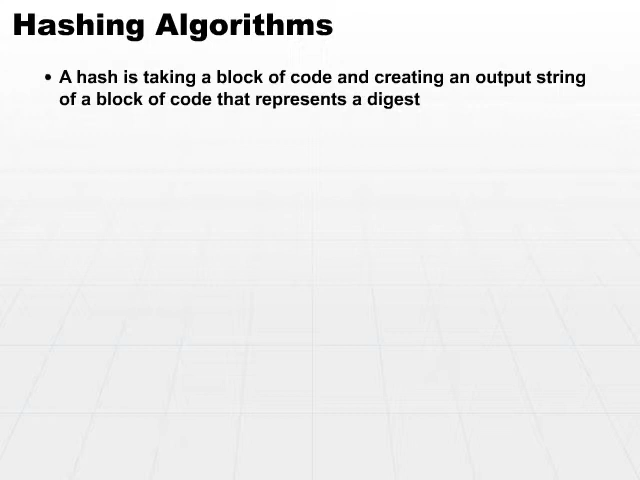 Hashing Algorithms
• A hash is taking a block of code and creating an output string
of a block of code that represents a digest